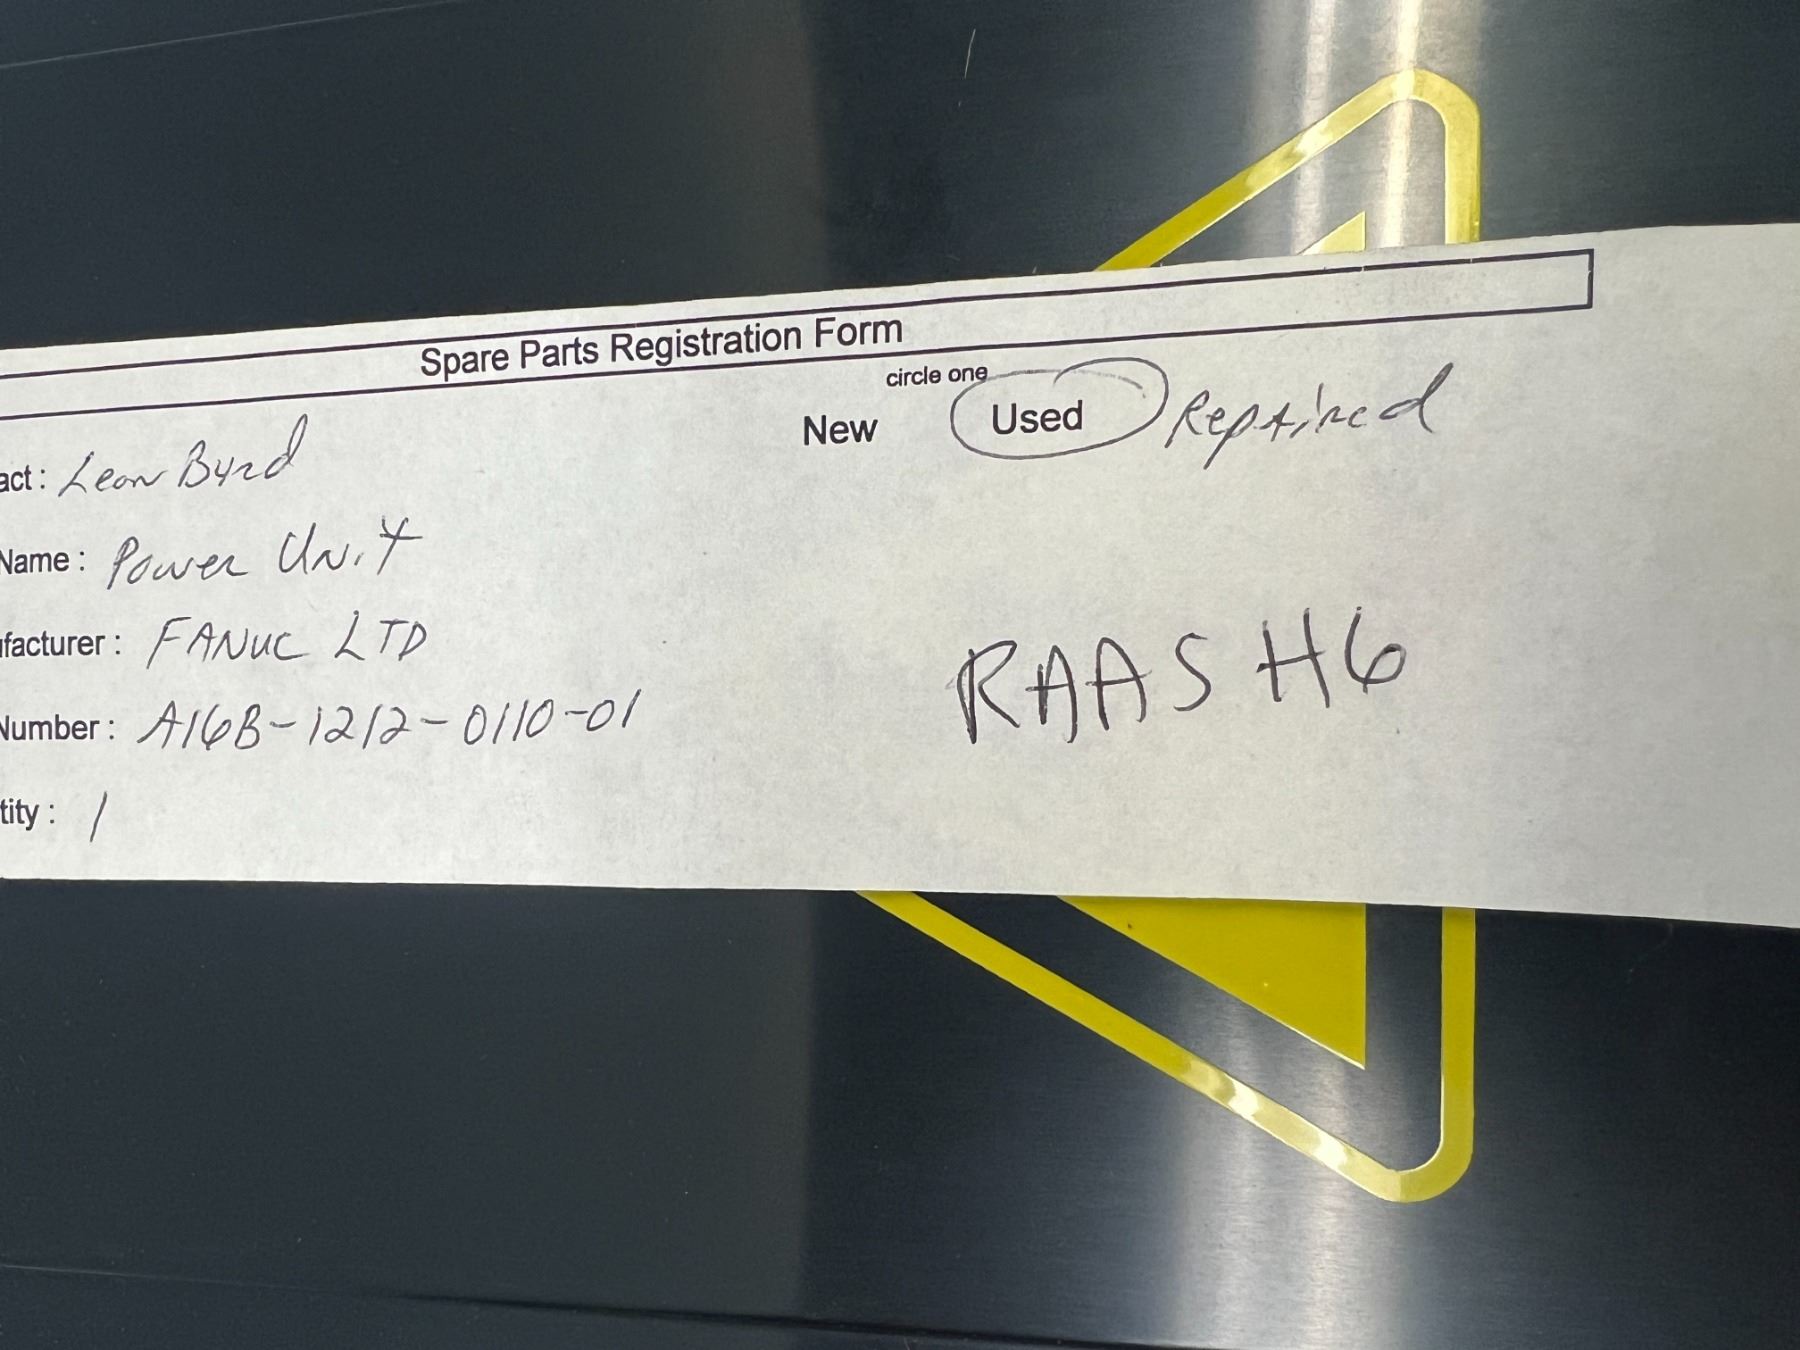 Spare Parts Registration Form
circle one
New Used Repaired
act : Leon Byrd
Name : Power Unit
facturer : FANUC LTD
Number : A16B-1212-0110-01
RAAS H6
tity : 1